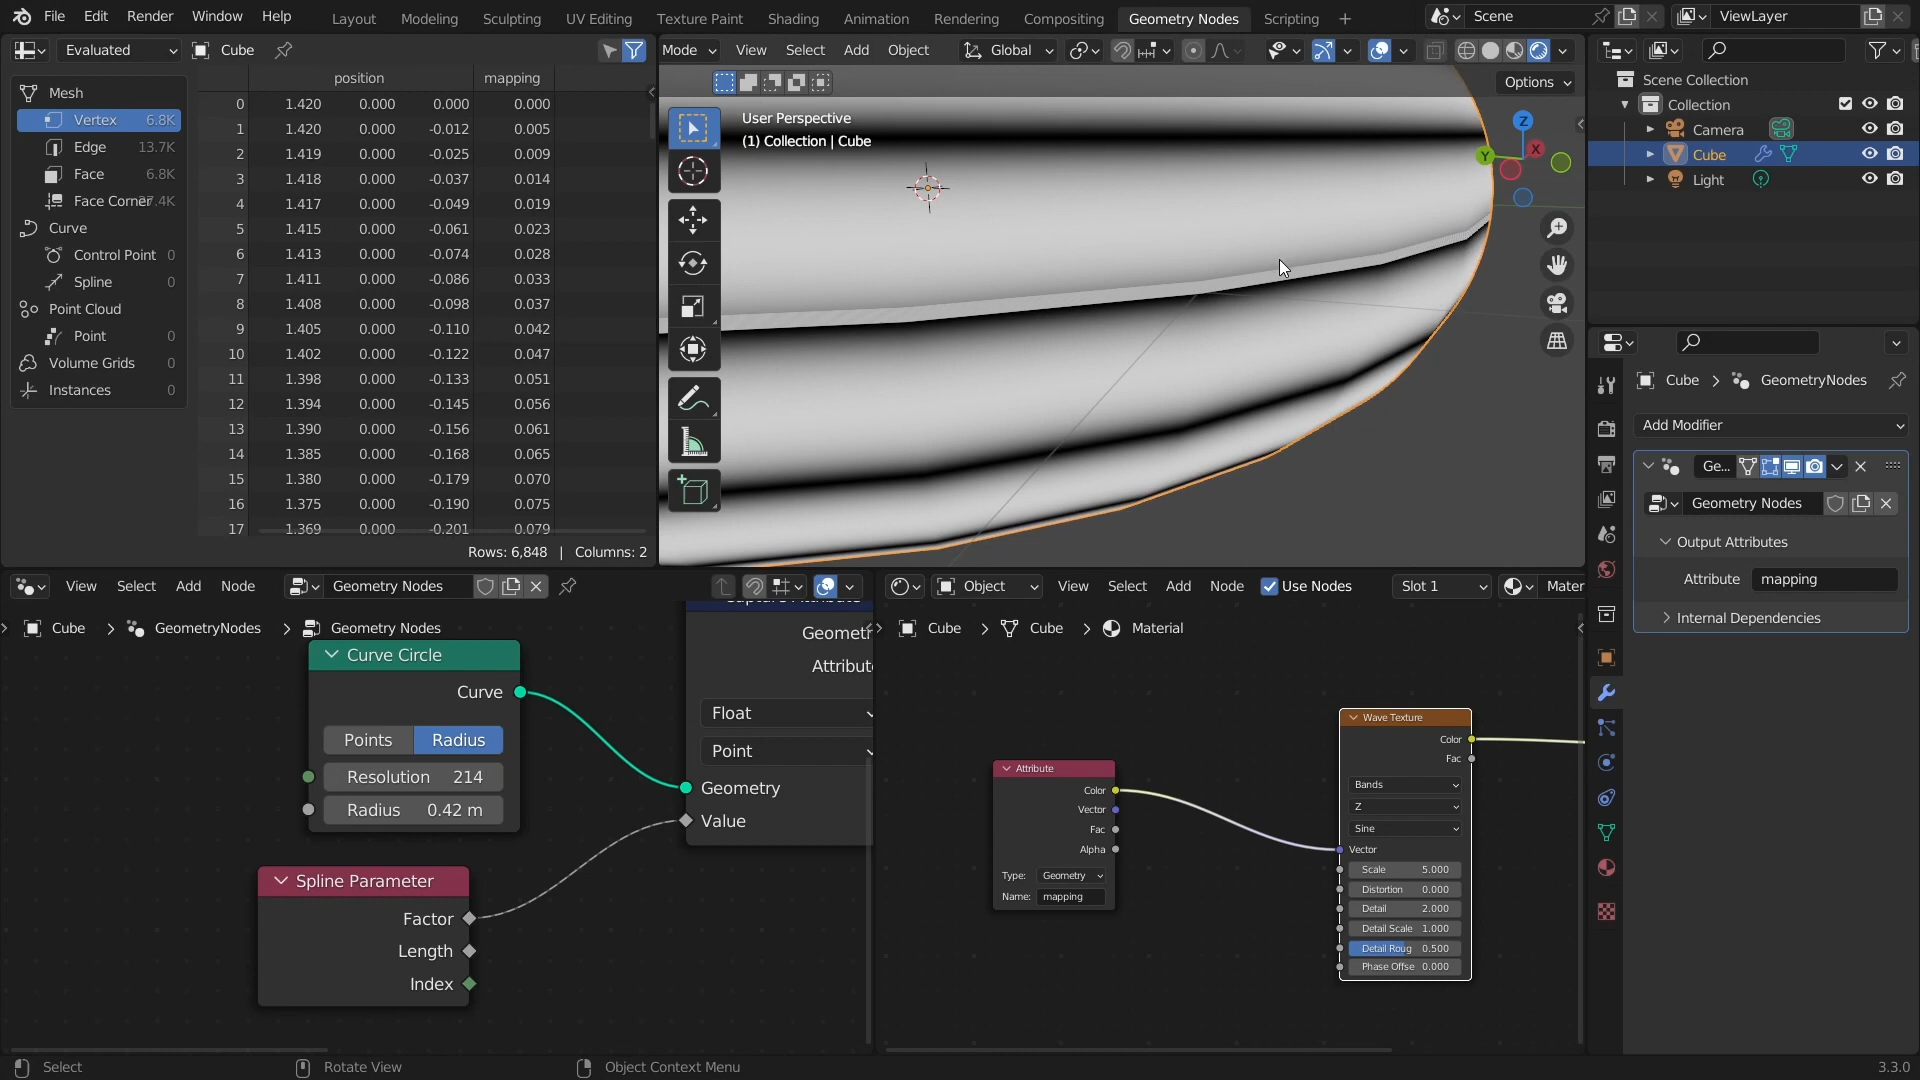 File Edit Render Window Help Layout Modeling Sculpting UV Editing Texture Paint Shading Animation Rendering Compositing Geometry Nodes Scripting Scene ViewLayer
Evaluated Cube
position mapping
Mesh
Vertex 6.8K
Edge 13.7K
Face 6.8K
Face Corner
Curve
Control Point 0
Spline 0
Point Cloud
Point 0
Volume Grids 0
Instances 0
0 1.420 0.000 0.000 0.000
1 1.420 0.000 -0.012 0.005
2 1.419 0.000 -0.025 0.009
3 1.418 0.000 -0.037 0.014
4 1.417 0.000 -0.049 0.019
5 1.415 0.000 -0.061 0.023
6 1.413 0.000 -0.074 0.028
7 1.411 0.000 -0.086 0.033
8 1.408 0.000 -0.098 0.037
9 1.405 0.000 -0.110 0.042
10 1.402 0.000 -0.122 0.047
11 1.398 0.000 -0.133 0.051
12 1.394 0.000 -0.145 0.056
13 1.390 0.000 -0.156 0.061
14 1.385 0.000 -0.168 0.065
15 1.380 0.000 -0.179 0.070
16 1.375 0.000 -0.190 0.075
17 1.369 0.000 -0.201 0.079
Rows: 6,848 | Columns: 2
Mode View Select Add Object Global
Options
User Perspective
(1) Collection | Cube
Z
Y
X
Scene Collection
Collection
Camera
Cube
Light
Cube > GeometryNodes
Add Modifier
Ge...
Geometry Nodes
Output Attributes
Attribute mapping
Internal Dependencies
View Select Add Node Geometry Nodes
Cube > GeometryNodes > Geometry Nodes
Curve Circle
Curve
Points Radius
Resolution 214
Radius 0.42 m
Spline Parameter
Factor
Length
Index
Float
Point
Geometry
Value
Object View Select Add Node Use Nodes Slot 1 Mater
Cube > Cube > Material
Attribute
Color
Vector
Fac
Alpha
Type: Geometry
Name: mapping
Wave Texture
Color
Fac
Bands
Z
Sine
Vector
Scale 5.000
Distortion 0.000
Detail 2.000
Detail Scale 1.000
Detail Roug 0.500
Phase Offse 0.000
Select Rotate View Object Context Menu 3.3.0